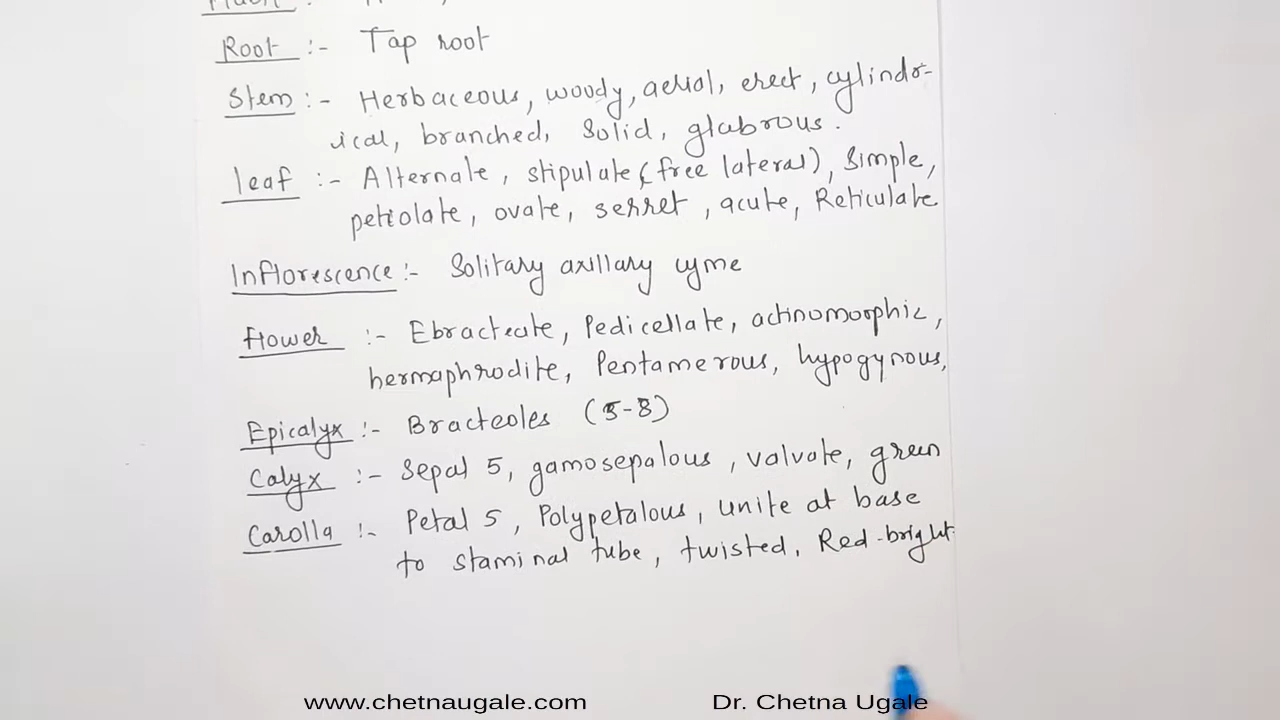 Root :- Tap root
Stem :- Herbaceous, woody, aerial, erect, cylindr-
ical, branched, Solid, glabrous.
leaf :- Alternate, stipulate (free lateral), Simple,
petiolate, ovate, serret, acute, Reticulate
Inflorescence :- Solitary axillary cyme
flower :- Ebracteate, Pedicellate, actinomorphic,
hermaphrodite, Pentamerous, hypogynous,
Epicalyx :- Bracteoles (5-8)
Calyx :- Sepal 5, gamosepalous, valvate, green
Carolla :- Petal 5, Polypetalous, unite at base
to staminal tube, twisted, Red-bright.
www.chetnaugale.com Dr. Chetna Ugale